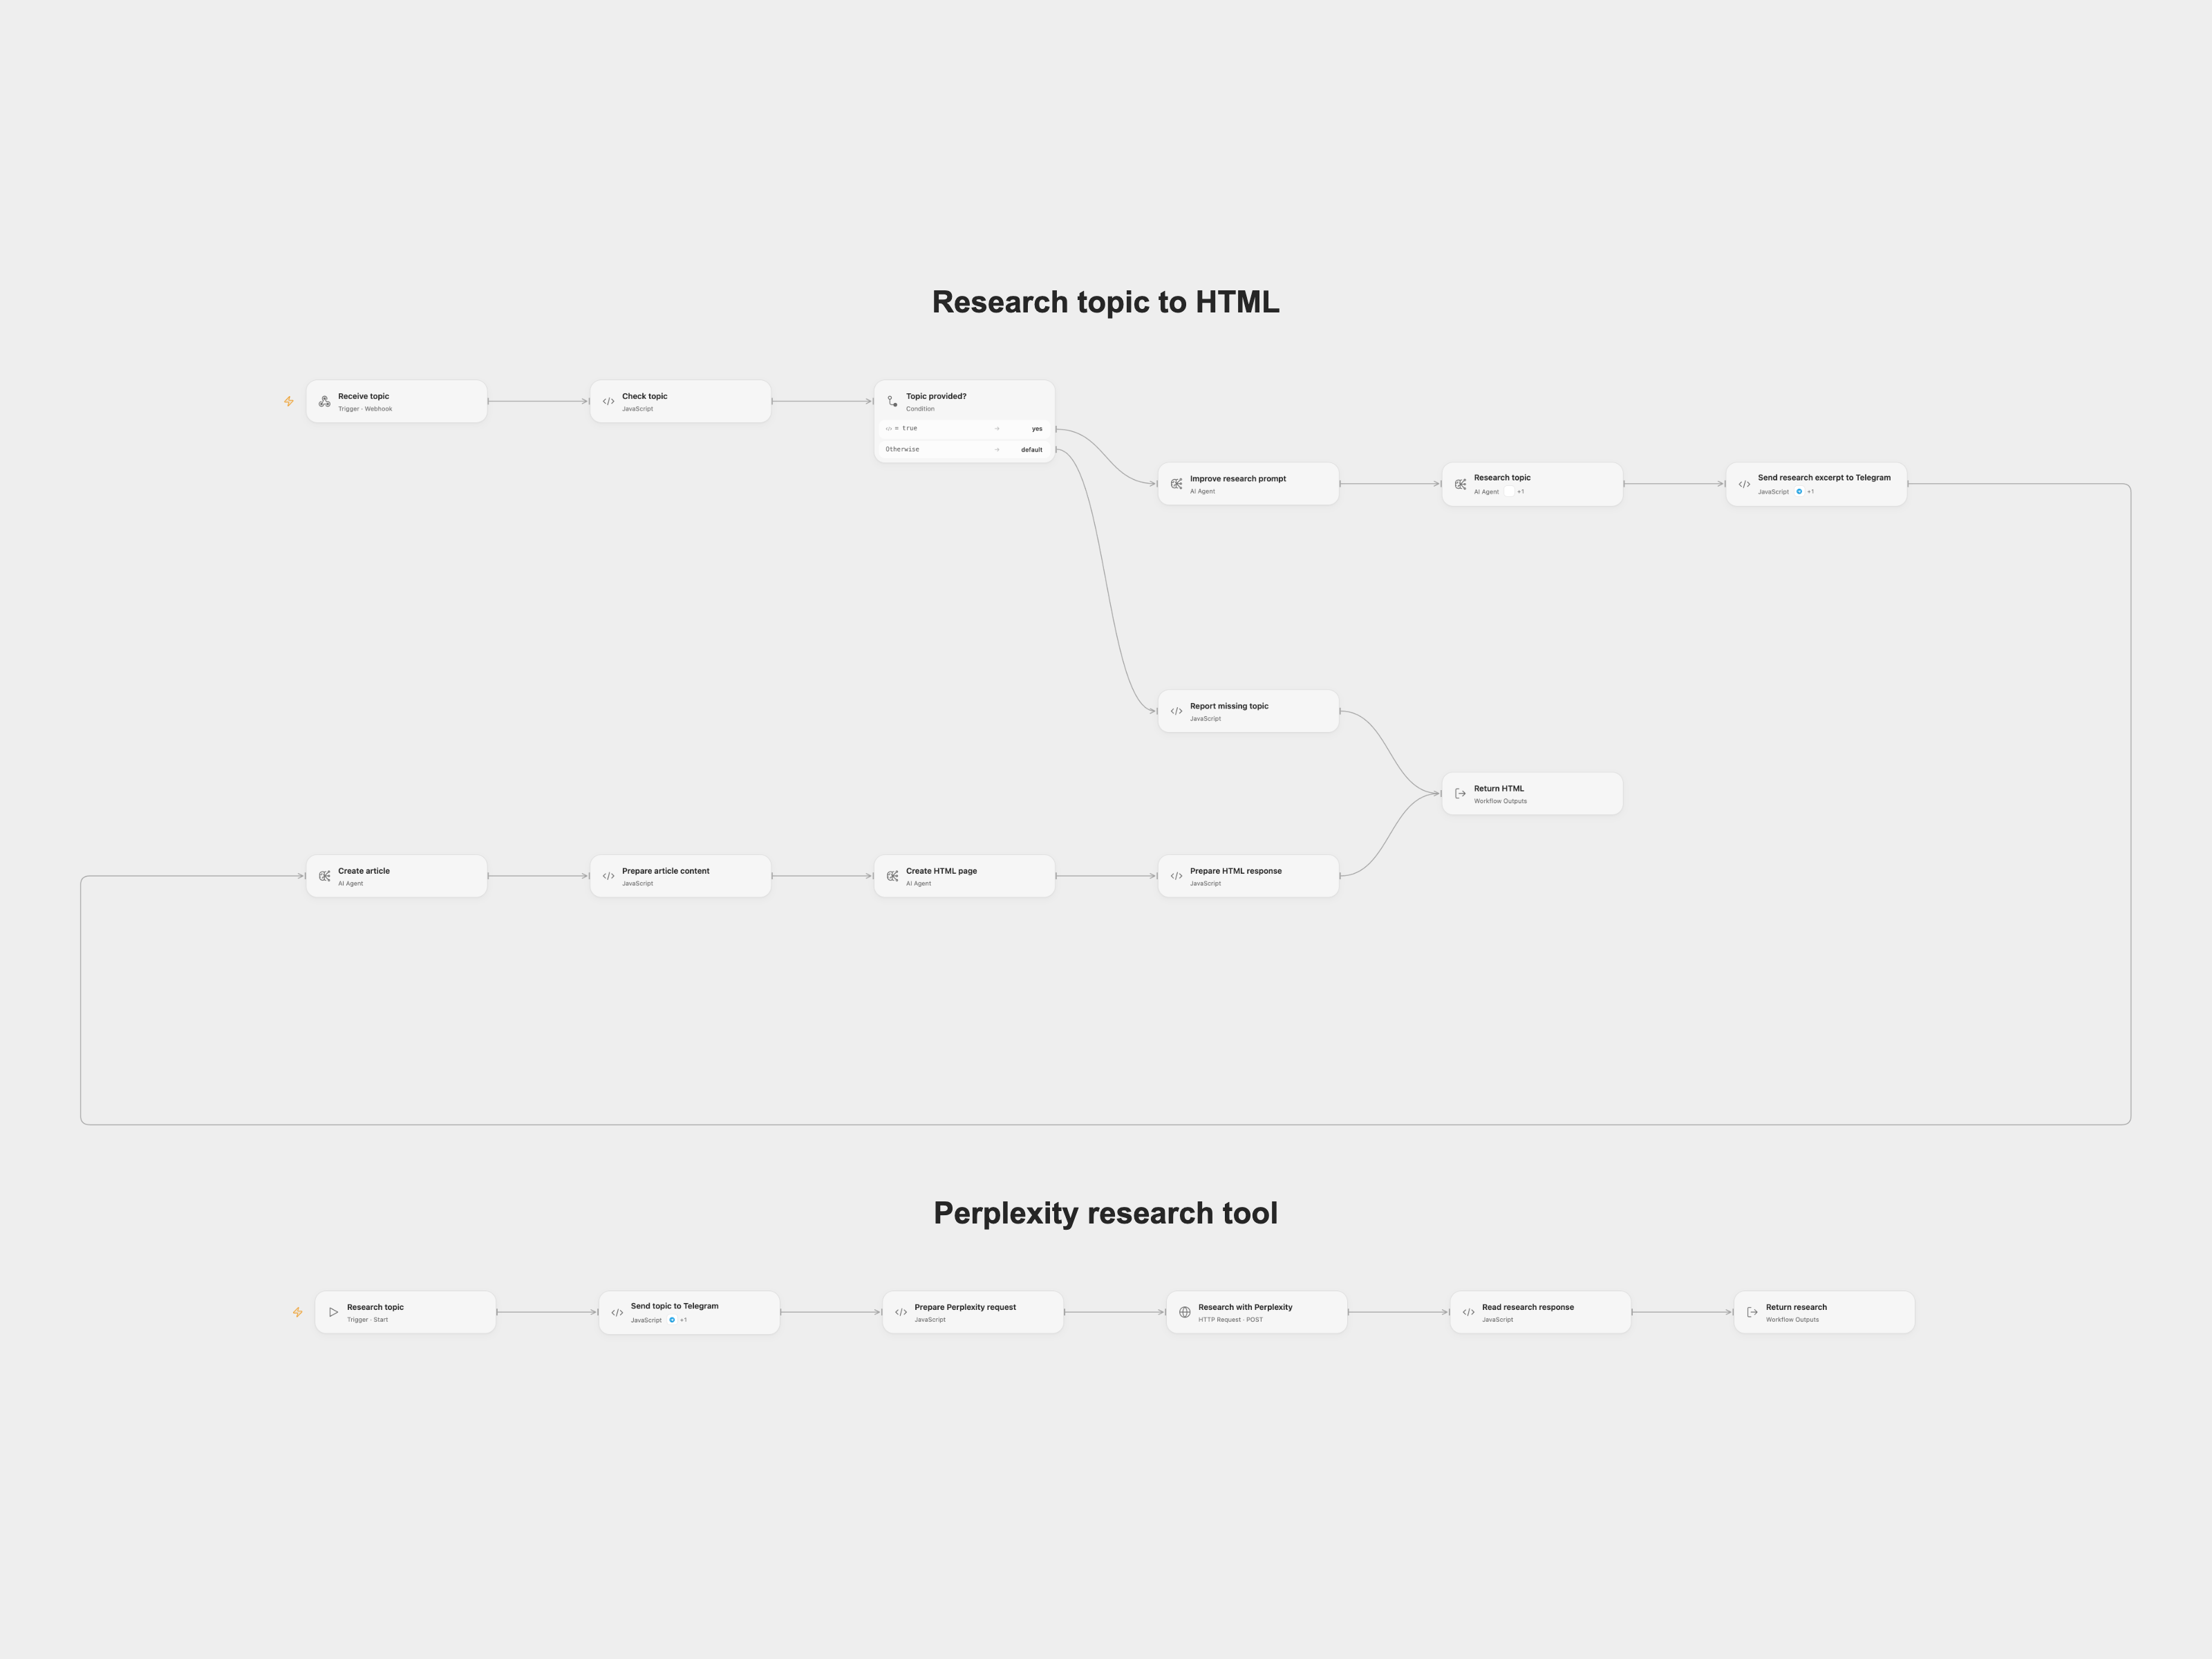 Research topic to HTML
Receive topic
Trigger · Webhook
Check topic
JavaScript
Topic provided?
Condition
</> = true → yes
Otherwise → default
Improve research prompt
AI Agent
Research topic
AI Agent +1
Send research excerpt to Telegram
JavaScript +1
Report missing topic
JavaScript
Return HTML
Workflow Outputs
Create article
AI Agent
Prepare article content
JavaScript
Create HTML page
AI Agent
Prepare HTML response
JavaScript
Perplexity research tool
Research topic
Trigger · Start
Send topic to Telegram
JavaScript +1
Prepare Perplexity request
JavaScript
Research with Perplexity
HTTP Request · POST
Read research response
JavaScript
Return research
Workflow Outputs